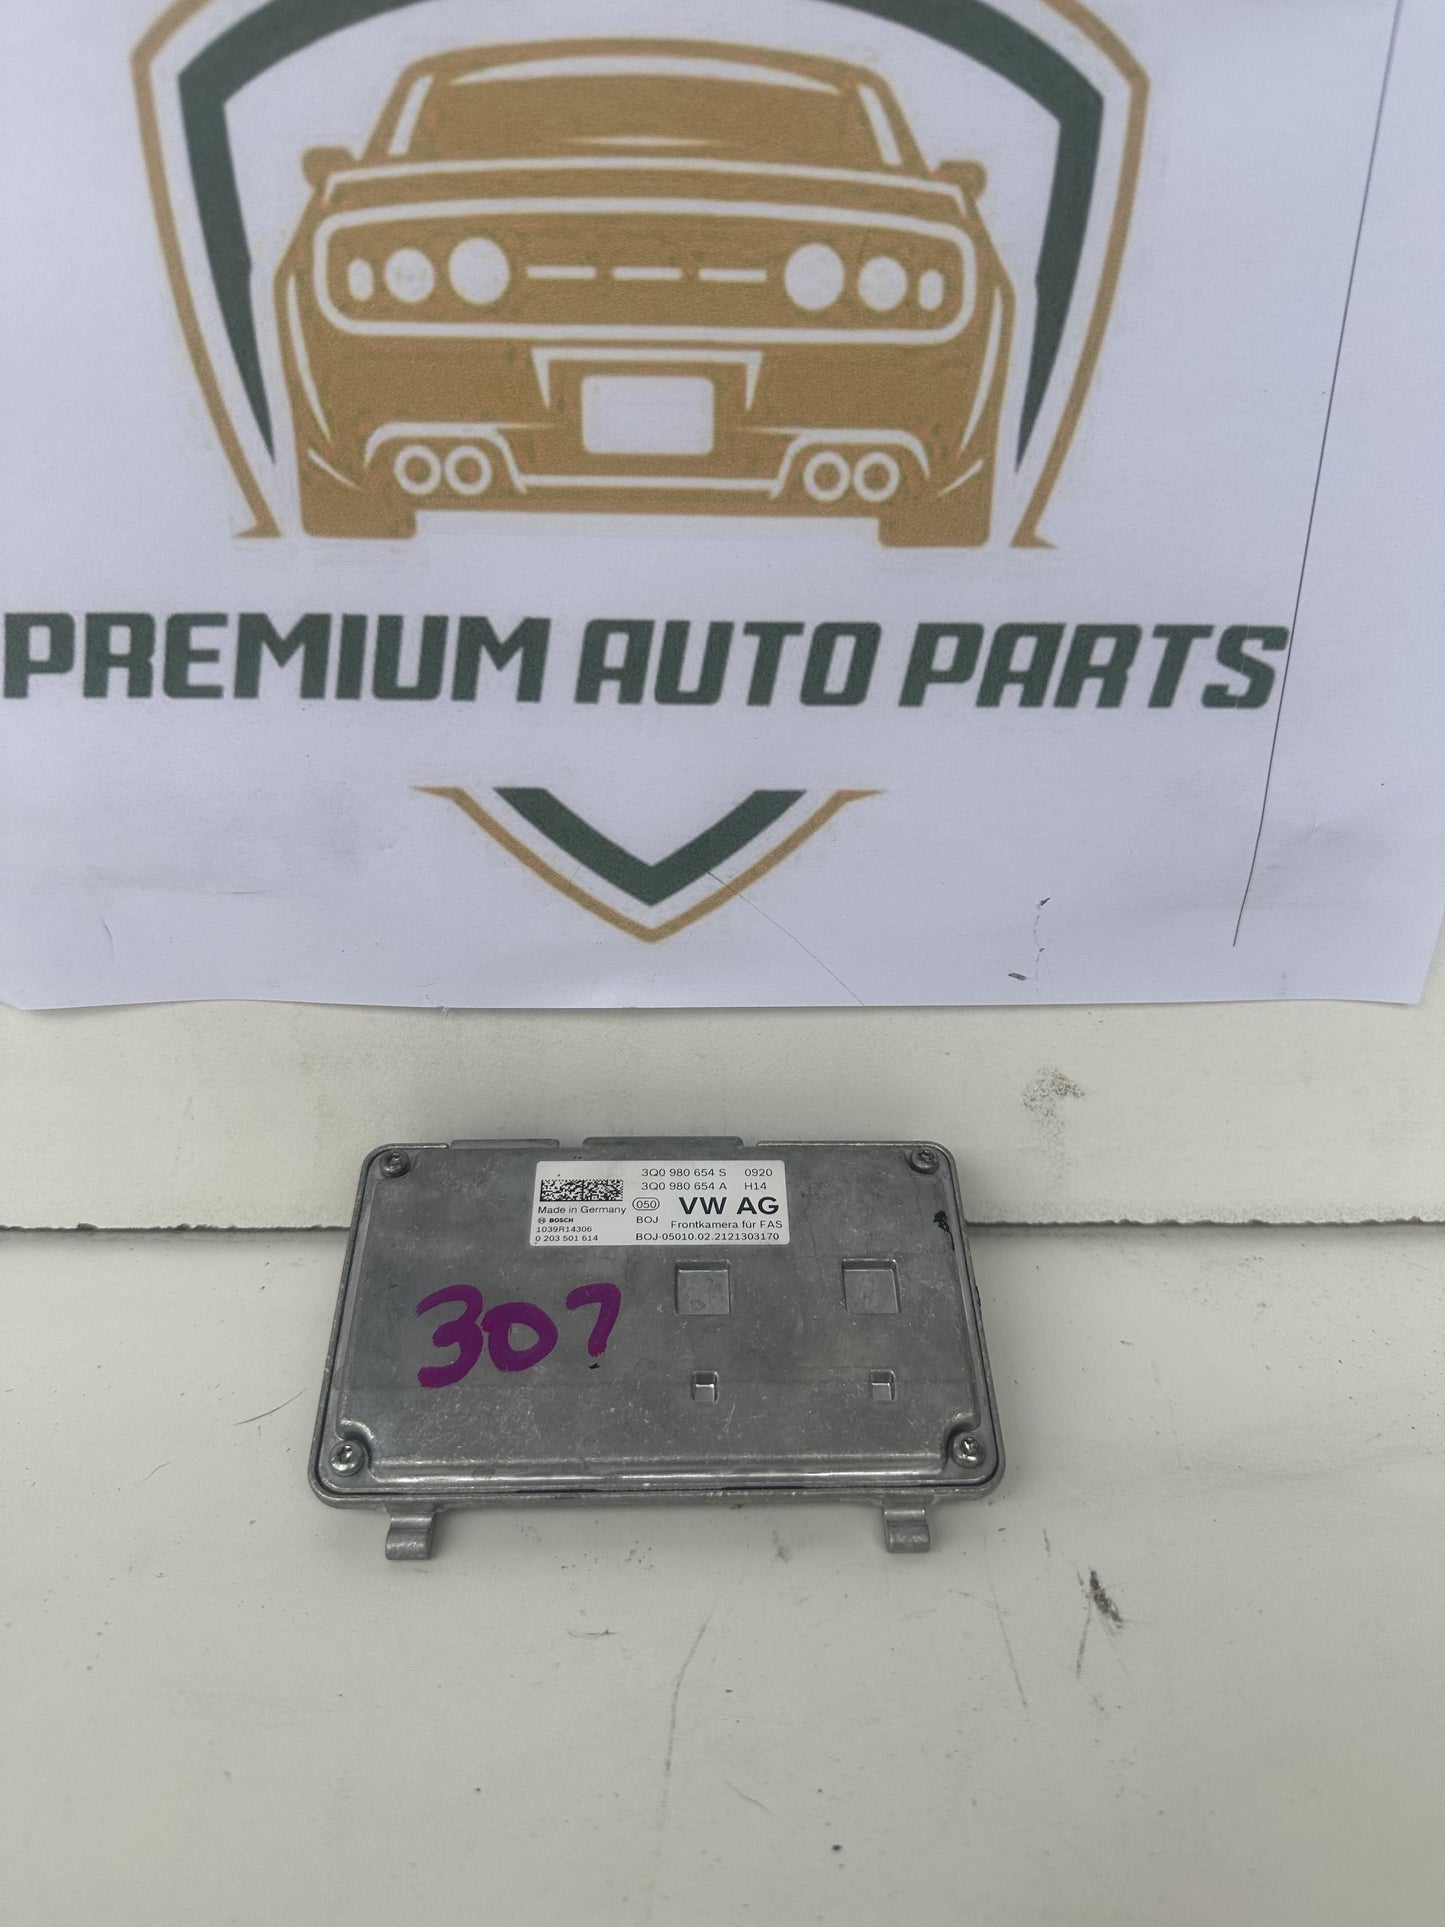 PREMIUM AUTO PARTS
3Q0 980 654 S 0920
3Q0 980 654 A H14
Made in Germany 050 VW AG
BOSCH BOJ Frontkamera für FAS
1039R14306
0 203 501 614 BOJ-05010.02.2121303170
307